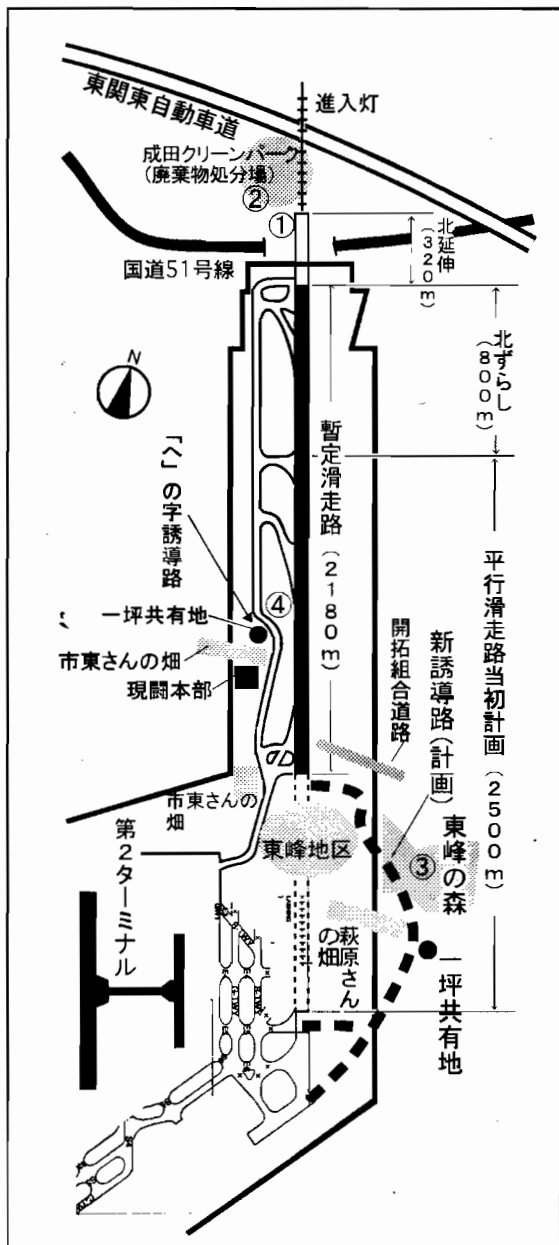 東関東自動車道
進入灯
成田クリーンパーク
(廃棄物処分場)
②
①
北延伸
(320m)
国道51号線
N
北ずらし
(800m)
「へ」の字誘導路
暫定滑走路(2180m)
平行滑走路当初計画(2500m)
④
一坪共有地
市東さんの畑
現闘本部
開拓組合道路
新誘導路(計画)
市東さんの
畑
東峰地区
③
東峰の森
第2ターミナル
萩原さん
の畑
一坪共有地